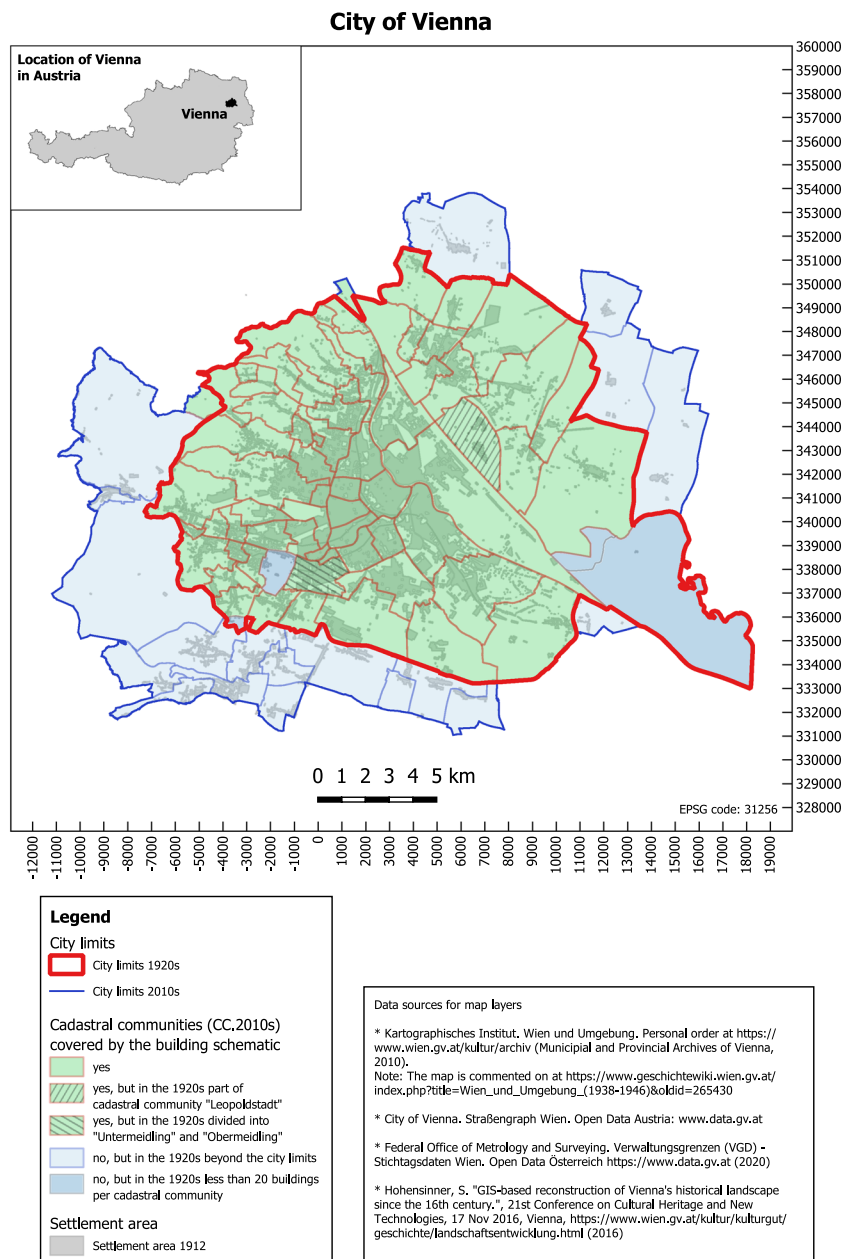 City of Vienna
Location of Vienna
in Austria
Vienna
360000
359000
358000
357000
356000
355000
354000
353000
352000
351000
350000
349000
348000
347000
346000
345000
344000
343000
342000
341000
340000
339000
338000
337000
336000
335000
334000
333000
332000
331000
330000
329000
328000
0 1 2 3 4 5 km
EPSG code: 31256
-12000
-11000
-10000
-9000
-8000
-7000
-6000
-5000
-4000
-3000
-2000
-1000
0
1000
2000
3000
4000
5000
6000
7000
8000
9000
10000
11000
12000
13000
14000
15000
16000
17000
18000
19000
Legend
City limits
City limits 1920s
City limits 2010s
Cadastral communities (CC.2010s)
covered by the building schematic
yes
yes, but in the 1920s part of
cadastral community "Leopoldstadt"
yes, but in the 1920s divided into
"Untermeidling" and "Obermeidling"
no, but in the 1920s beyond the city limits
no, but in the 1920s less than 20 buildings
per cadastral community
Settlement area
Settlement area 1912
Data sources for map layers
* Kartographisches Institut. Wien und Umgebung. Personal order at https://
www.wien.gv.at/kultur/archiv (Municipial and Provincial Archives of Vienna,
2010).
Note: The map is commented on at https://www.geschichtewiki.wien.gv.at/
index.php?title=Wien_und_Umgebung_(1938-1946)&oldid=265430
* City of Vienna. Straßengraph Wien. Open Data Austria: www.data.gv.at
* Federal Office of Metrology and Surveying. Verwaltungsgrenzen (VGD) -
Stichtagsdaten Wien. Open Data Österreich https://www.data.gv.at (2020)
* Hohensinner, S. "GIS-based reconstruction of Vienna's historical landscape
since the 16th century.", 21st Conference on Cultural Heritage and New
Technologies, 17 Nov 2016, Vienna, https://www.wien.gv.at/kultur/kulturgut/
geschichte/landschaftsentwicklung.html (2016)